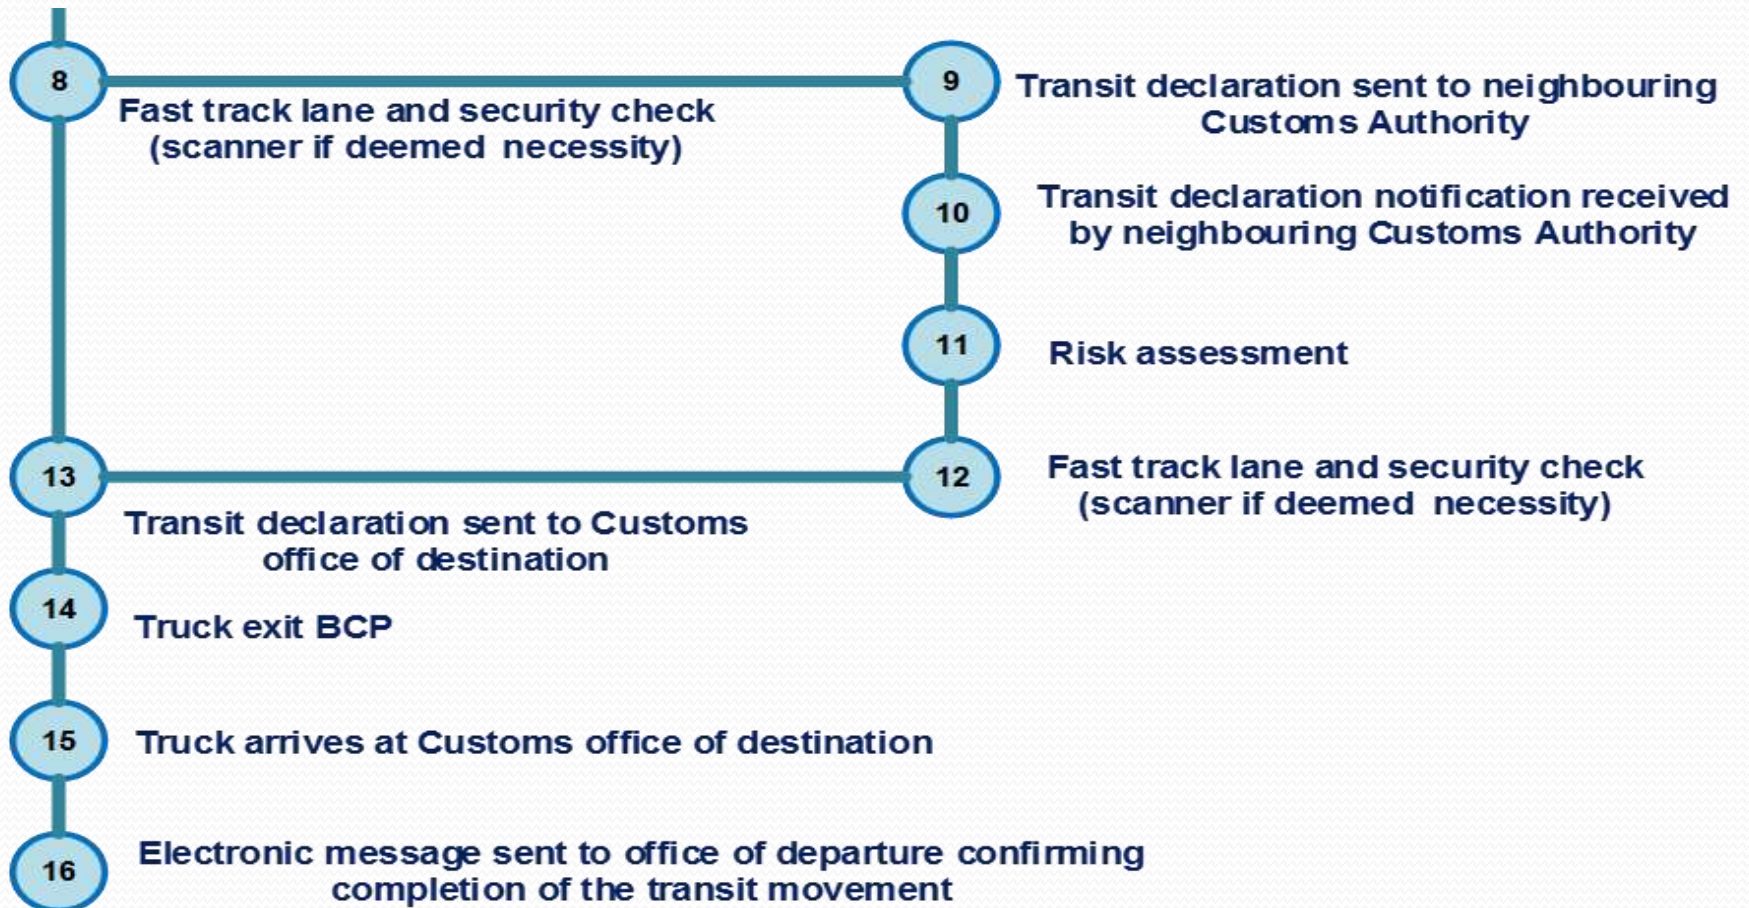 8
Fast track lane and security check
(scanner if deemed necessity)
9
Transit declaration sent to neighbouring
Customs Authority
10
Transit declaration notification received
by neighbouring Customs Authority
11
Risk assessment
12
Fast track lane and security check
(scanner if deemed necessity)
13
Transit declaration sent to Customs
office of destination
14
Truck exit BCP
15
Truck arrives at Customs office of destination
16
Electronic message sent to office of departure confirming
completion of the transit movement